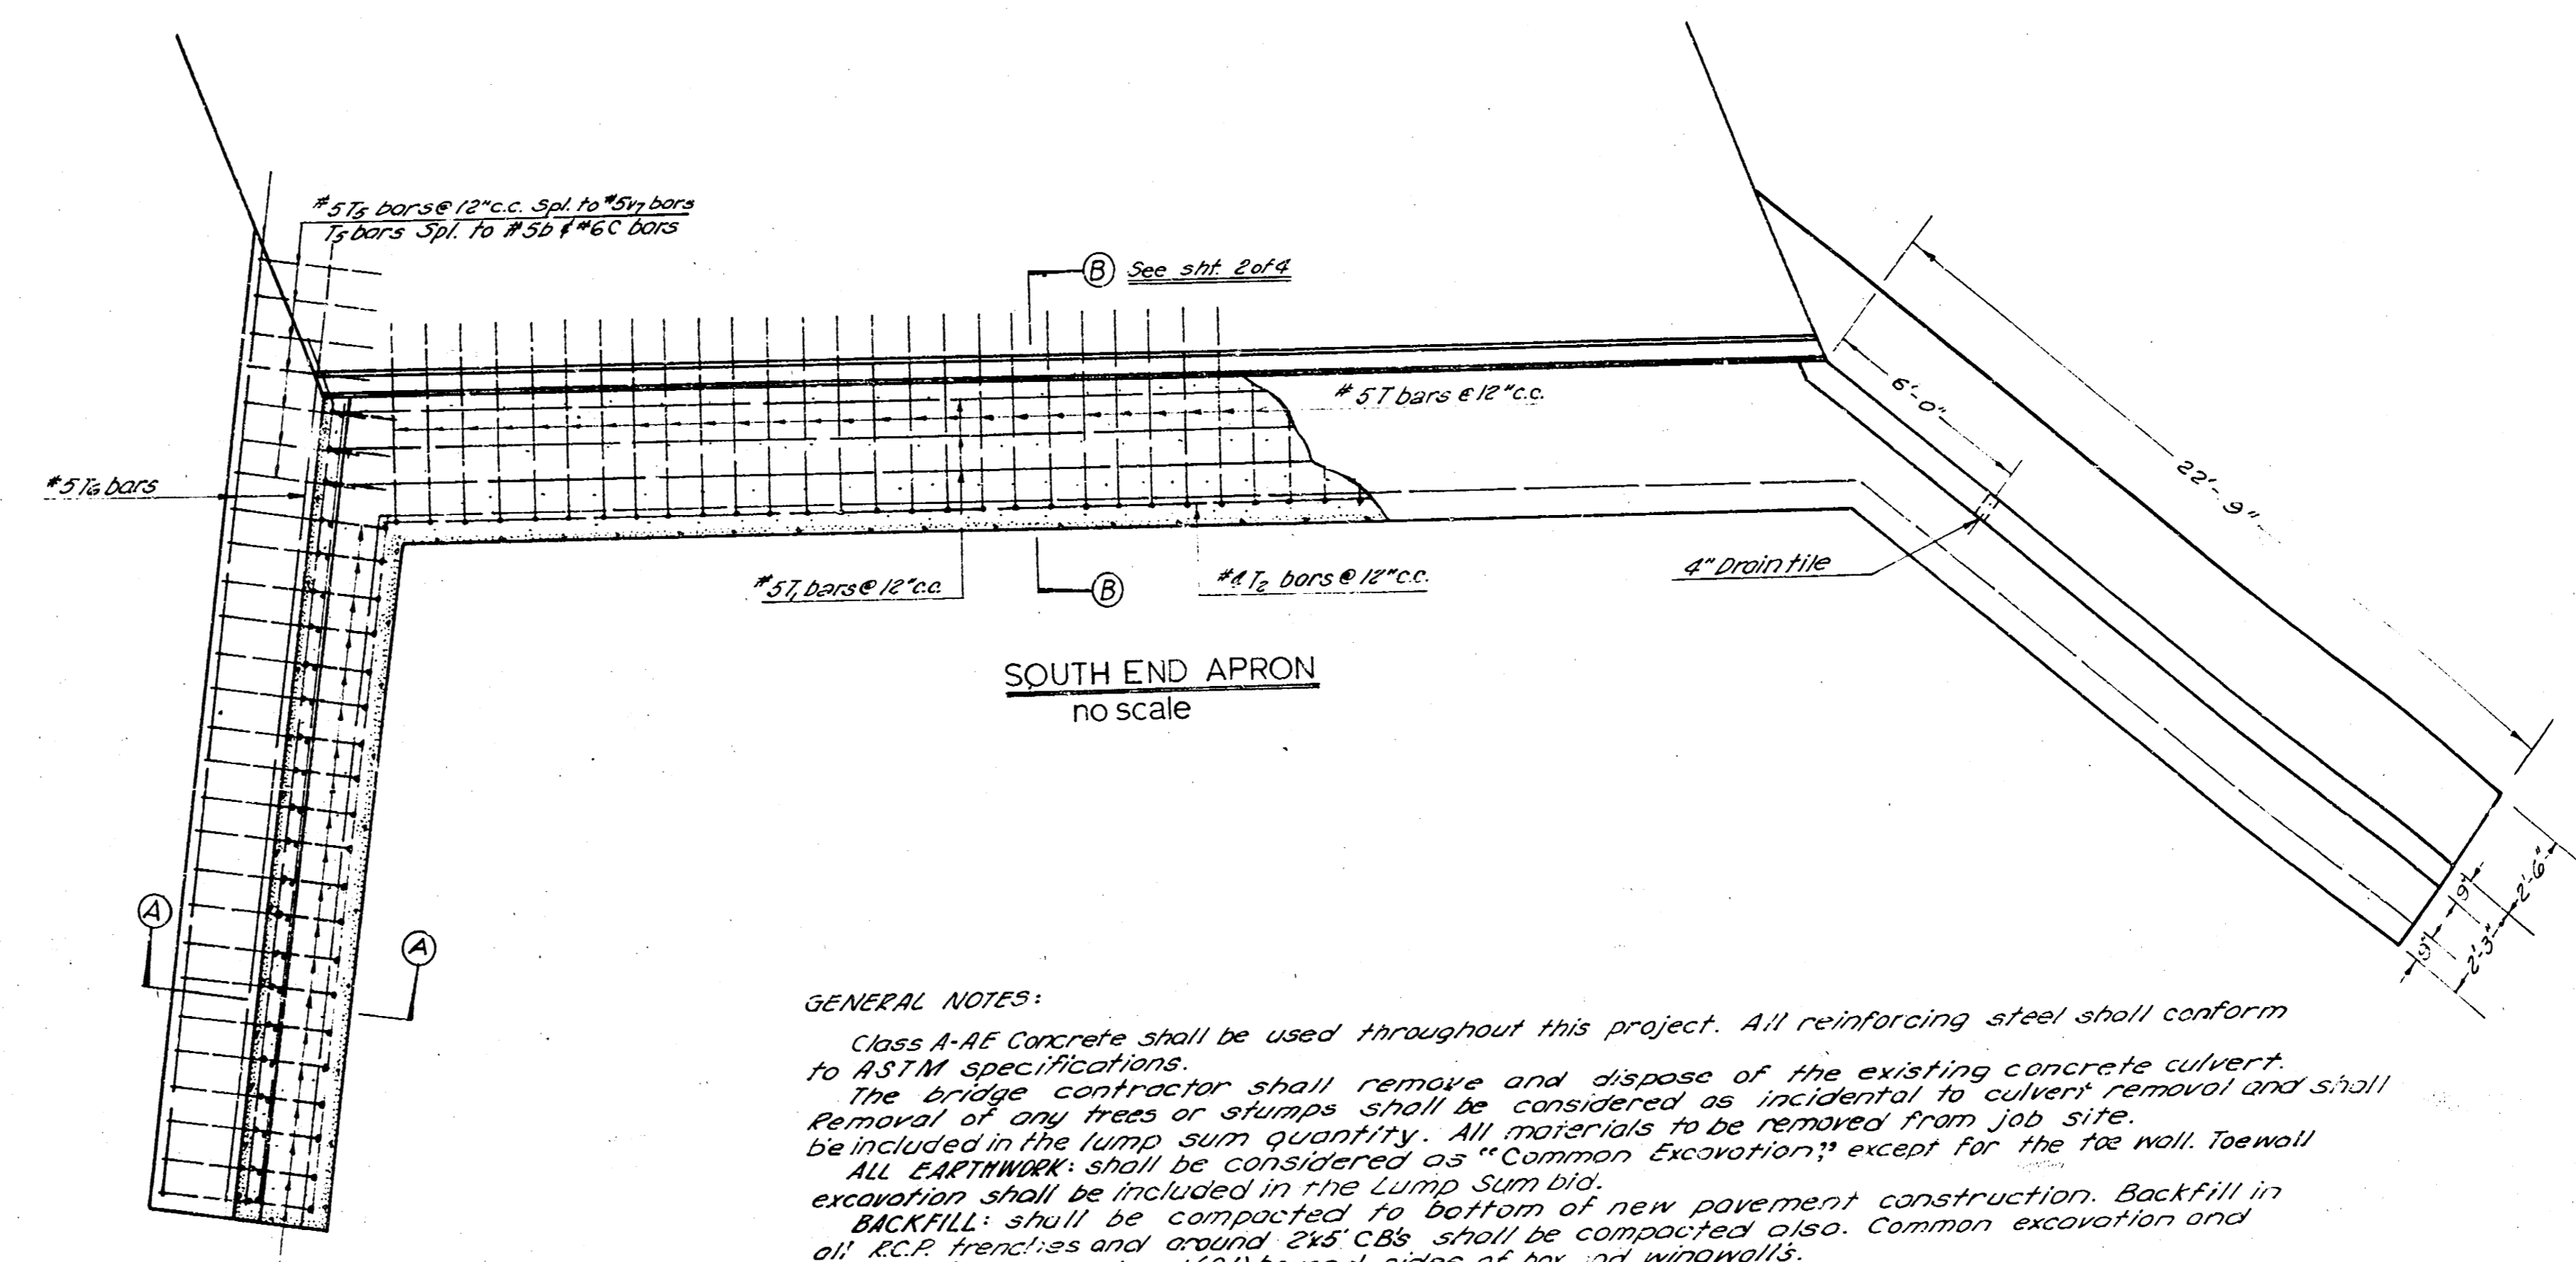 #5T5 bars@12"c.c. Spl. to #5V7 bars
T5 bars Spl. to #5b & #6C bars
B See sht. 2of4
#5T bars @12"c.c.
6'-0"
22'-9"
#5T6 bars
#5T1 bars@12"c.c.
B
#4T2 bars@12"c.c.
4" Drain tile
SOUTH END APRON
no scale
A
A
9"
2'-6"
9"
2'-3"
GENERAL NOTES:
Class A-AE Concrete shall be used throughout this project. All reinforcing steel shall conform
to ASTM specifications.
The bridge contractor shall remove and dispose of the existing concrete culvert.
Removal of any trees or stumps shall be considered as incidental to culvert removal and shall
be included in the lump sum quantity. All materials to be removed from job site.
ALL EARTHWORK: shall be considered as "Common Excavation", except for the toe wall. Toewall
excavation shall be included in the Lump Sum bid.
BACKFILL: shall be compacted to bottom of new pavement construction. Backfill in
all R.C.P. trenches and around 2'x5' CB's shall be compacted also. Common excavation and
sides of box and wingwalls.